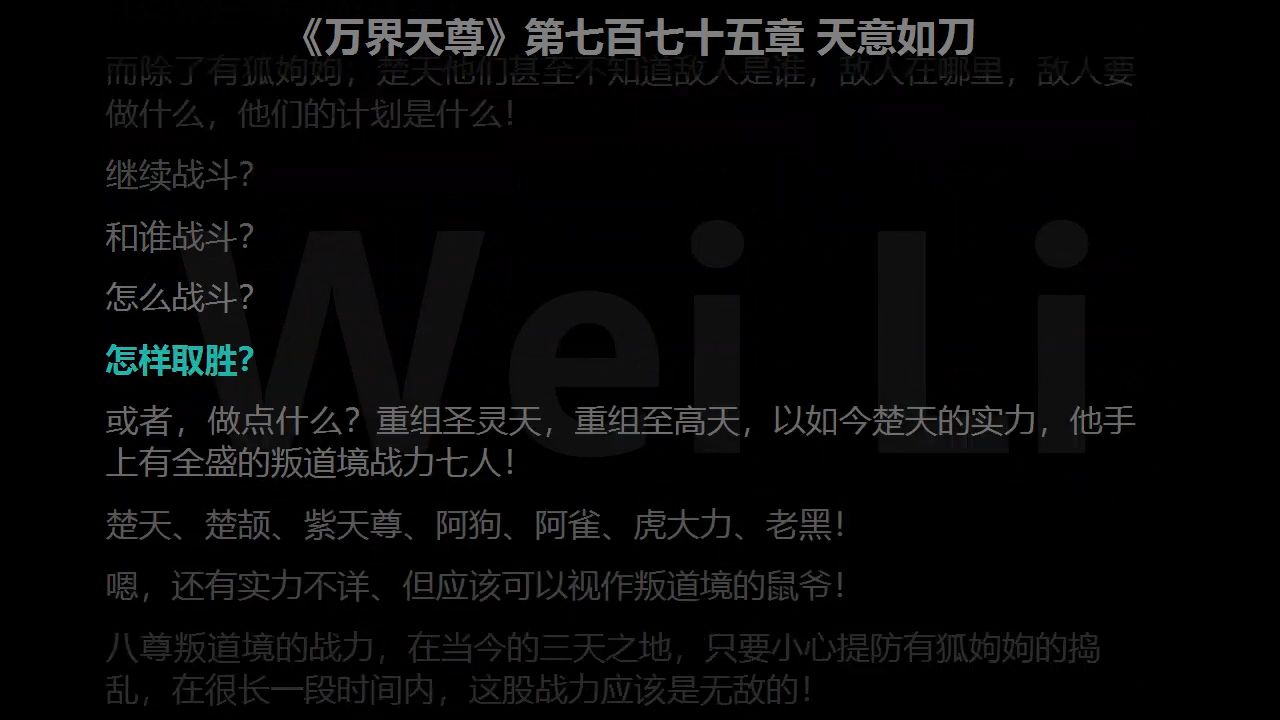 《万界天尊》第七百七十五章 天意如刀
而除了有狐姁姁，楚天他们甚至不知道敌人是谁，敌人在哪里，敌人要
做什么，他们的计划是什么！
继续战斗？
和谁战斗？
怎么战斗？
怎样取胜？
或者，做点什么？重组圣灵天，重组至高天，以如今楚天的实力，他手
上有全盛的叛道境战力七人！
楚天、楚颉、紫天尊、阿狗、阿雀、虎大力、老黑！
嗯，还有实力不详、但应该可以视作叛道境的鼠爷！
八尊叛道境的战力，在当今的三天之地，只要小心提防有狐姁姁的捣
乱，在很长一段时间内，这股战力应该是无敌的！
Wei Li